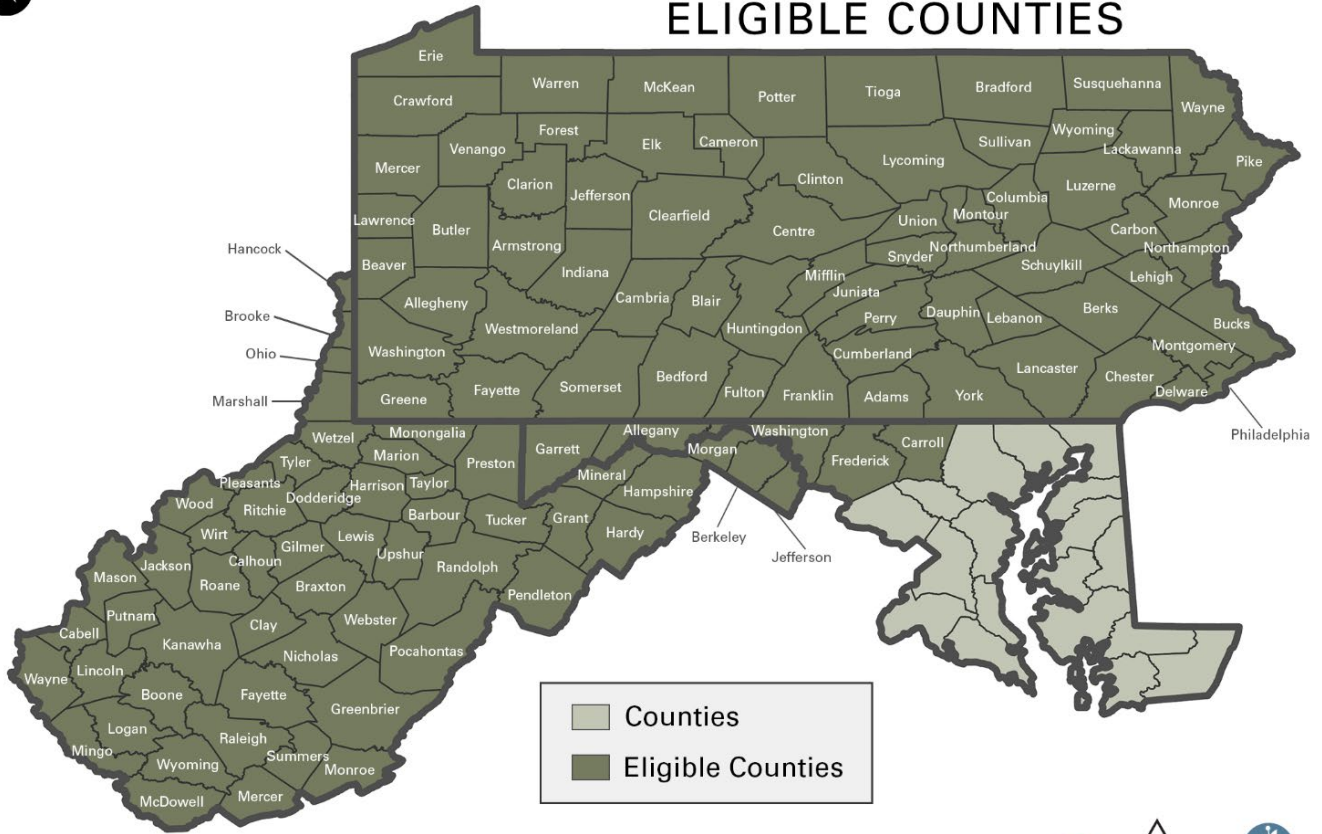 ELIGIBLE COUNTIES
Erie
Warren
McKean
Potter
Tioga
Bradford
Susquehanna
Wayne
Crawford
Forest
Elk
Cameron
Sullivan
Wyoming
Lackawanna
Pike
Mercer
Venango
Clarion
Jefferson
Clinton
Lycoming
Luzerne
Monroe
Lawrence
Butler
Clearfield
Centre
Union
Montour
Columbia
Carbon
Northampton
Armstrong
Snyder
Northumberland
Schuylkill
Lehigh
Hancock
Beaver
Indiana
Mifflin
Juniata
Allegheny
Cambria
Blair
Huntingdon
Perry
Dauphin
Lebanon
Berks
Bucks
Brooke
Westmoreland
Montgomery
Ohio
Washington
Cumberland
Lancaster
Chester
Delware
Marshall
Greene
Fayette
Somerset
Bedford
Fulton
Franklin
Adams
York
Philadelphia
Wetzel
Monongalia
Garrett
Allegany
Washington
Carroll
Tyler
Marion
Preston
Morgan
Frederick
Pleasants
Harrison
Taylor
Mineral
Hampshire
Wood
Ritchie
Dodderidge
Barbour
Tucker
Grant
Hardy
Berkeley
Jefferson
Wirt
Gilmer
Lewis
Upshur
Mason
Jackson
Calhoun
Roane
Braxton
Randolph
Pendleton
Putnam
Cabell
Clay
Webster
Kanawha
Nicholas
Pocahontas
Wayne
Lincoln
Boone
Fayette
Greenbrier
Logan
Raleigh
Mingo
Wyoming
Summers
Monroe
McDowell
Mercer
Counties
Eligible Counties